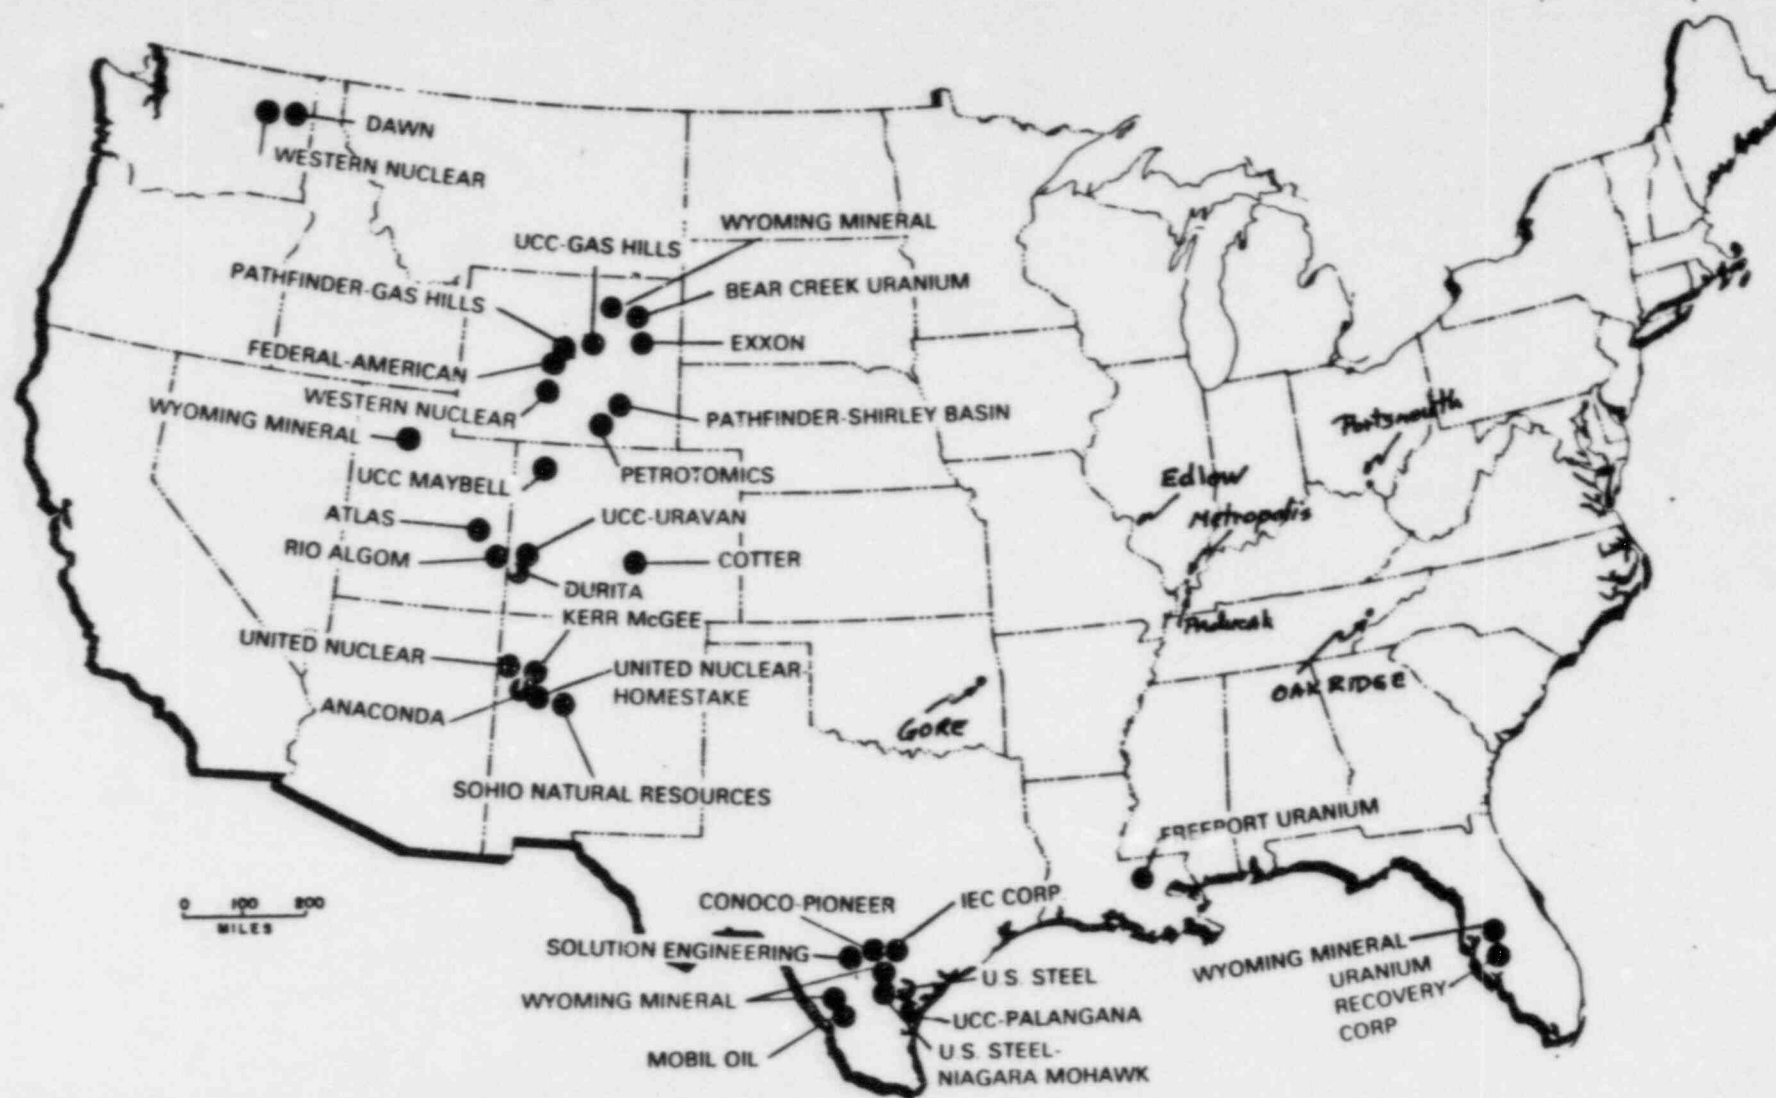 DAWN
WESTERN NUCLEAR
WYOMING MINERAL
UCC-GAS HILLS
PATHFINDER-GAS HILLS
BEAR CREEK URANIUM
EXXON
FEDERAL-AMERICAN
WESTERN NUCLEAR
WYOMING MINERAL
PATHFINDER-SHIRLEY BASIN
Portsmouth
PETROTOMICS
UCC MAYBELL
Edlow
Metropolis
ATLAS
UCC-URAVAN
RIO ALGOM
COTTER
DURITA
KERR McGEE
UNITED NUCLEAR
UNITED NUCLEAR-
HOMESTAKE
OAK RIDGE
ANACONDA
GORE
SOHIO NATURAL RESOURCES
FREEPORT URANIUM
0 100 200
MILES
CONOCO-PIONEER
IEC CORP
SOLUTION ENGINEERING
WYOMING MINERAL
U.S. STEEL
UCC-PALANGANA
MOBIL OIL
U.S. STEEL-
NIAGARA MOHAWK
WYOMING MINERAL
URANIUM
RECOVERY
CORP